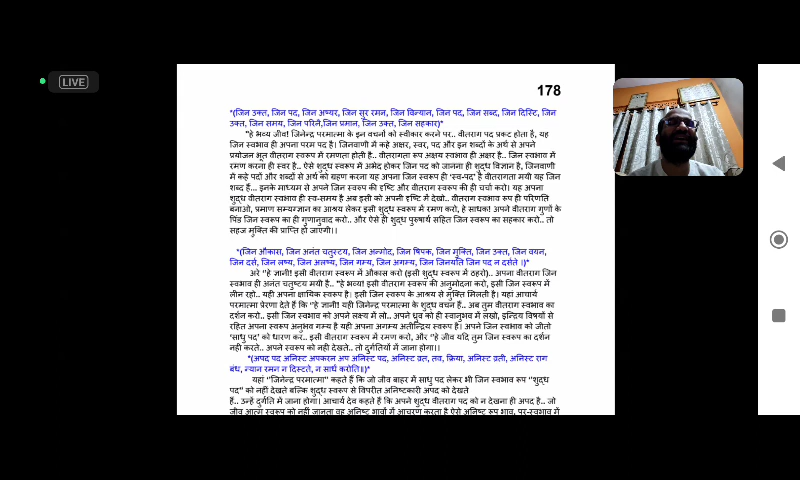 LIVE
178
*(जिन उक्त, जिन पद, जिन अष्यर, जिन सुर रमन, जिन विन्यान, जिन पद, जिन सब्द, जिन दिस्टि, जिन
उक्त, जिन समय, जिन परिनै,जिन प्रमान, जिन उक्त, जिन सहकार)*
"हे भव्य जीव! जिनेन्द्र परमात्मा के इन वचनों को स्वीकार करने पर.. वीतराग पद प्रकट होता है, यह
जिन स्वभाव ही अपना परम पद है। जिनवाणी में कहे अक्षर, स्वर, पद और इन शब्दों के अर्थ से अपने
प्रयोजन भूत वीतराग स्वरूप में रमणता होती है.. वीतरागता रूप अक्षय स्वभाव ही अक्षर है.. जिन स्वभाव में
रमण करना ही स्वर है.. ऐसे शुद्ध स्वरूप में अभेद होकर जिन पद को जानना ही शुद्ध विज्ञान है, जिनवाणी
में कहे पदों और शब्दों से अर्थ को ग्रहण करना यह अपना जिन स्वरूप ही 'स्व-पद' है वीतरागता मयी यह जिन
शब्द हैं... इनके माध्यम से अपने जिन स्वरुप की दृष्टि और वीतराग स्वरूप की ही चर्चा करो। यह अपना
शुद्ध वीतराग स्वभाव ही स्व-समय है अब इसी को अपनी दृष्टि में देखो.. वीतराग स्वभाव रूप ही परिणति
बनाओ, प्रमाण सम्यग्ज्ञान का आश्रय लेकर इसी शुद्ध स्वरूप में रमण करो, हे साधक! अपने वीतराग गुणों के
पिंड जिन स्वरूप का ही गुणानुवाद करो.. और ऐसे ही शुद्ध पुरुषार्थ सहित जिन स्वरूप का सहकार करो.. तो
सहज मुक्ति की प्राप्ति हो जाएगी।।
*(जिन औकास, जिन अनंत चतुस्टय, जिन अन्मोद, जिन षिपक, जिन मुक्ति, जिन उक्त, जिन वयन,
जिन दर्स, जिन लष्य, जिन अलष्य, जिन गम्य, जिन अगम्य, जिन जिनयति जिन पद न दर्सते ।)*
अरे "हे ज्ञानी! इसी वीतराग स्वरूप में औकास करो (इसी शुद्ध स्वरूप में ठहरो).. अपना वीतराग जिन
स्वभाव ही अनंत चतुष्टय मयी है.. "हे भव्य! इसी वीतराग स्वरूप की अनुमोदना करो, इसी जिन स्वरूप में
लीन रहो.. यही अपना क्षायिक स्वरूप है। इसी जिन स्वरूप के आश्रय से मुक्ति मिलती है। यहां आचार्य
परमात्मा प्रेरणा देते हैं कि "हे ज्ञानी! यही जिनेन्द्र परमात्मा के शुद्ध वचन हैं.. अब तुम वीतराग स्वभाव का
दर्शन करो.. इसी जिन स्वभाव को अपने लक्ष्य में लो.. अपने ध्रुव को ही स्वानुभव में लखो, इन्द्रिय विषयों से
रहित अपना स्वरूप अनुभव गम्य है यही अपना अगम्य अतीन्द्रिय स्वरूप है। अपने जिन स्वभाव को जीतो
'साधु पद' को धारण कर.. इसी वीतराग स्वरूप में रमण करो, और "हे जीव यदि तुम जिन स्वरूप का दर्शन
नहीं करते.. अपने स्वरूप को नहीं देखते.. तो दुर्गतियों में जाना होगा।।
*(अपद पद अनिस्ट अपकरन अप अनिस्ट पद, अनिस्ट व्रत, तव, क्रिया, अनिस्ट व्रती, अनिस्ट राग
बंध, न्यान रमन न दिस्टते, न सार्ध करोति॥)*
यहां "जिनेन्द्र परमात्मा" कहते हैं कि जो जीव बाहर में साधु पद लेकर भी जिन स्वभाव रूप "शुद्ध
पद" को नहीं देखते बल्कि शुद्ध स्वरूप से विपरीत अनिष्टकारी अपद को देखते
हैं.. उन्हें दुर्गति में जाना होगा। आचार्य देव कहते हैं कि अपने शुद्ध वीतराग पद को न देखना ही अपद है.. जो
जीव आत्म स्वरूप को नहीं जानता वह अनिष्ट भावों में आचरण करता है ऐसे अनिष्ट रूप भाव, पर-स्वभाव में